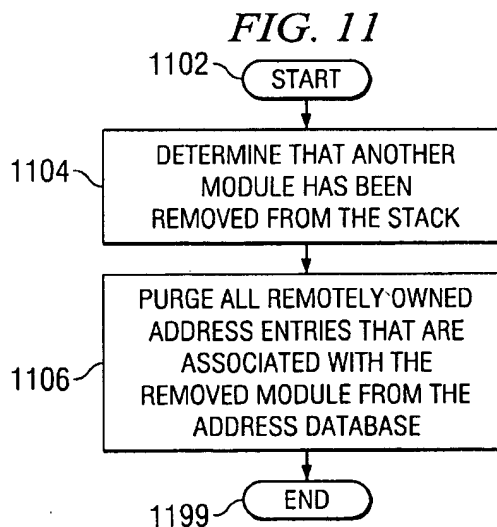 FIG. 11
1102
START
1104
DETERMINE THAT ANOTHER
MODULE HAS BEEN
REMOVED FROM THE STACK
1106
PURGE ALL REMOTELY OWNED
ADDRESS ENTRIES THAT ARE
ASSOCIATED WITH THE
REMOVED MODULE FROM THE
ADDRESS DATABASE
1199
END